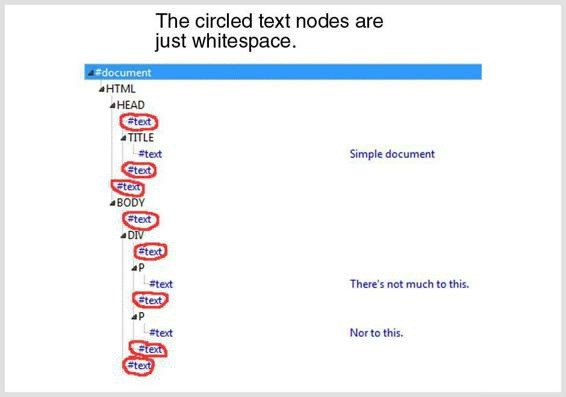 The circled text nodes are
just whitespace.
#document
HTML
HEAD
#text
TITLE
#text Simple document
#text
#text
BODY
#text
DIV
#text
P
#text There's not much to this.
#text
P
#text Nor to this.
#text
#text